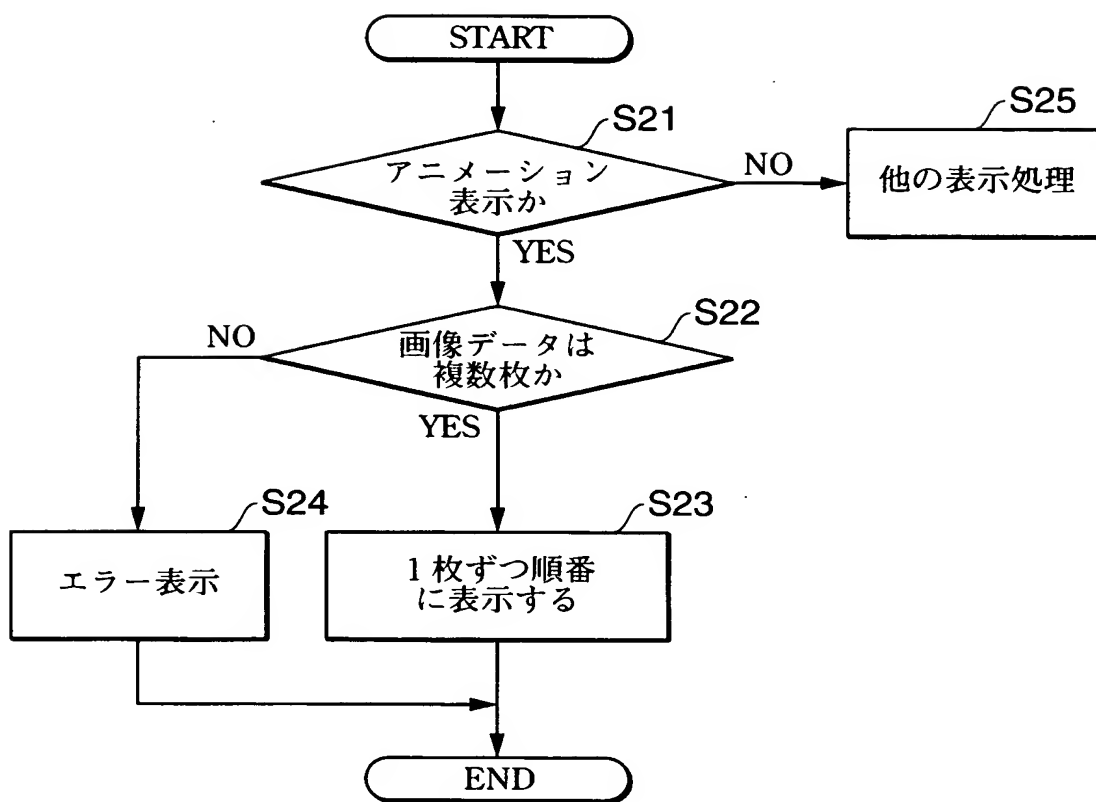 START
S21
アニメーション
表示か
NO
S25
他の表示処理
YES
S22
画像データは
複数枚か
NO
YES
S24
エラー表示
S23
1枚ずつ順番
に表示する
END